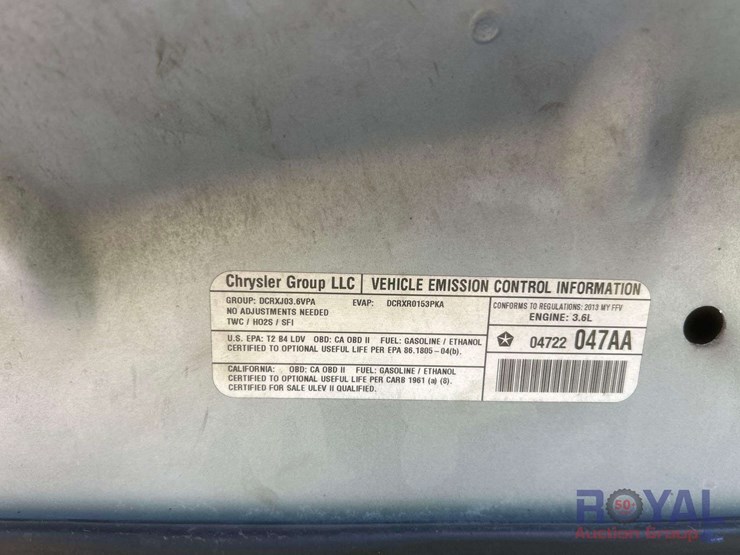 Chrysler Group LLC VEHICLE EMISSION CONTROL INFORMATION
GROUP: DCRXJ03.6VPA EVAP: DCRXR0153PKA
NO ADJUSTMENTS NEEDED
TWC / HO2S / SFI
U.S. EPA: T2 B4 LDV OBD: CA OBD II FUEL: GASOLINE / ETHANOL
CERTIFIED TO OPTIONAL USEFUL LIFE PER EPA 86.1805-04(b).
CALIFORNIA: OBD: CA OBD II FUEL: GASOLINE / ETHANOL
CERTIFIED TO OPTIONAL USEFUL LIFE PER CARB 1961 (a) (8).
CERTIFIED FOR SALE ULEV II QUALIFIED.
CONFORMS TO REGULATIONS: 2013 MY FFV
ENGINE: 3.6L
04722 047AA
ROYAL
50
Auction Group